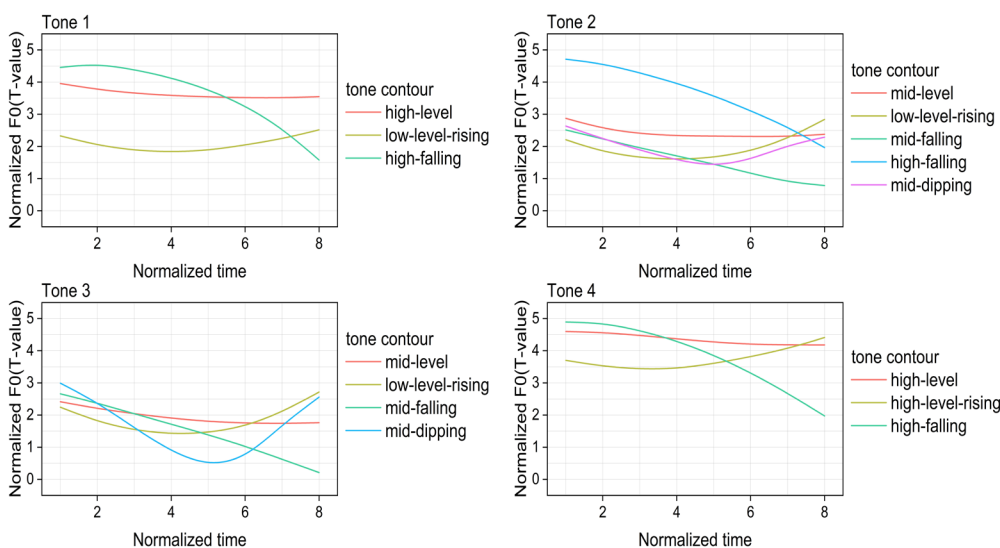 Tone 1
Normalized F0(T-value)
5
4
3
2
1
0
2
4
6
8
Normalized time
tone contour
high-level
low-level-rising
high-falling
Tone 2
Normalized F0(T-value)
5
4
3
2
1
0
2
4
6
8
Normalized time
tone contour
mid-level
low-level-rising
mid-falling
high-falling
mid-dipping
Tone 3
Normalized F0(T-value)
5
4
3
2
1
0
2
4
6
8
Normalized time
tone contour
mid-level
low-level-rising
mid-falling
mid-dipping
Tone 4
Normalized F0(T-value)
5
4
3
2
1
0
2
4
6
8
Normalized time
tone contour
high-level
high-level-rising
high-falling